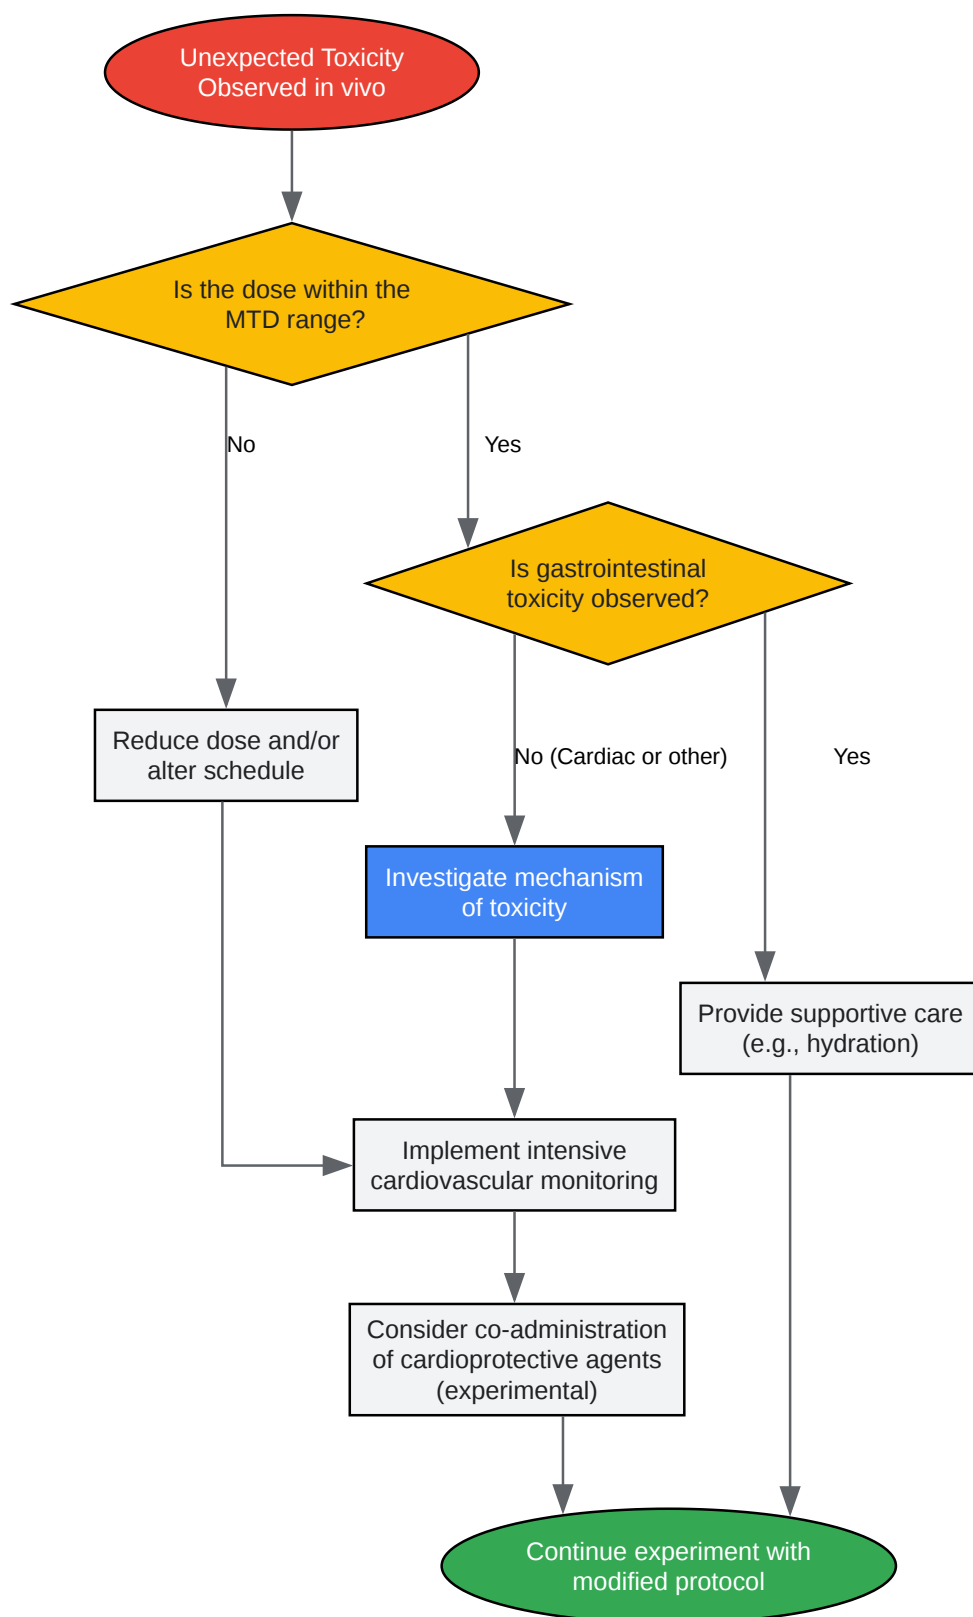 Unexpected Toxicity
Observed in vivo
Is the dose within the
MTD range?
No
Yes
Is gastrointestinal
toxicity observed?
Reduce dose and/or
alter schedule
No (Cardiac or other)
Yes
Investigate mechanism
of toxicity
Provide supportive care
(e.g., hydration)
Implement intensive
cardiovascular monitoring
Consider co-administration
of cardioprotective agents
(experimental)
Continue experiment with
modified protocol